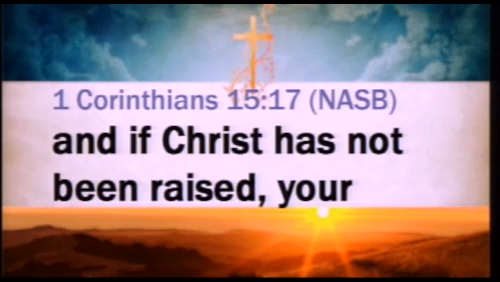 1 Corinthians 15:17 (NASB)
and if Christ has not
been raised, your